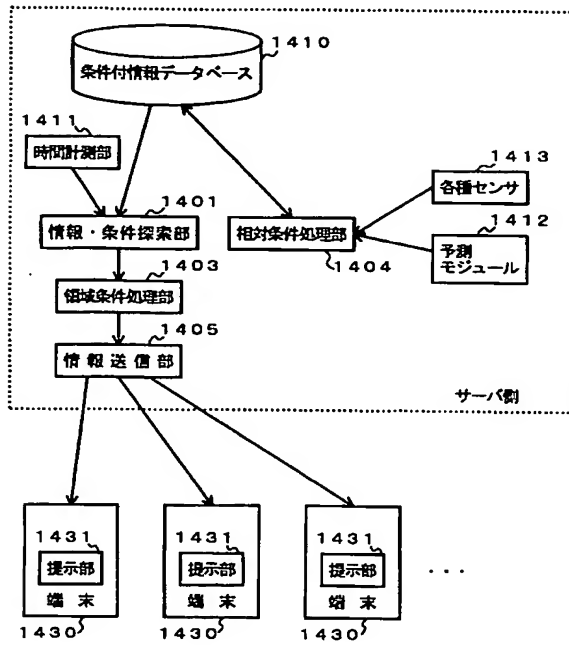 1410
条件付情報データベース
1411
時間計測部
1413
各種センサ
1401
情報・条件探索部
相対条件処理部
1404
1412
予測
モジュール
1403
領域条件処理部
1405
情報送信部
サーバ側
1431
提示部
端末
1430
1431
提示部
端末
1430
1431
提示部
端末
1430
...